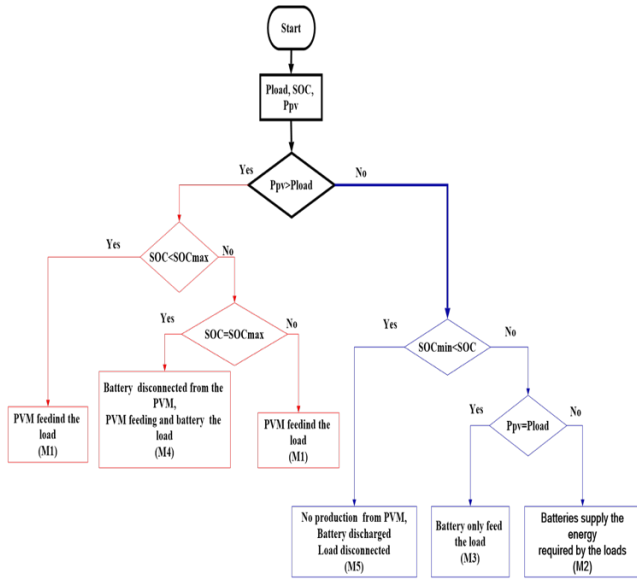 Start
Pload, SOC,
Ppv
Yes
No
Ppv>Pload
Yes
SOC<SOCmax
No
Yes
SOC=SOCmax
No
Yes
SOCmin<SOC
No
PVM feedind the
load
(M1)
Battery disconnected from the
PVM,
PVM feeding and battery the
load
(M4)
PVM feedind the
load
(M1)
Yes
Ppv=Pload
No
No production from PVM,
Battery discharged
Load disconnected
(M5)
Battery only feed
the load
(M3)
Batteries supply the
energy
required by the loads
(M2)